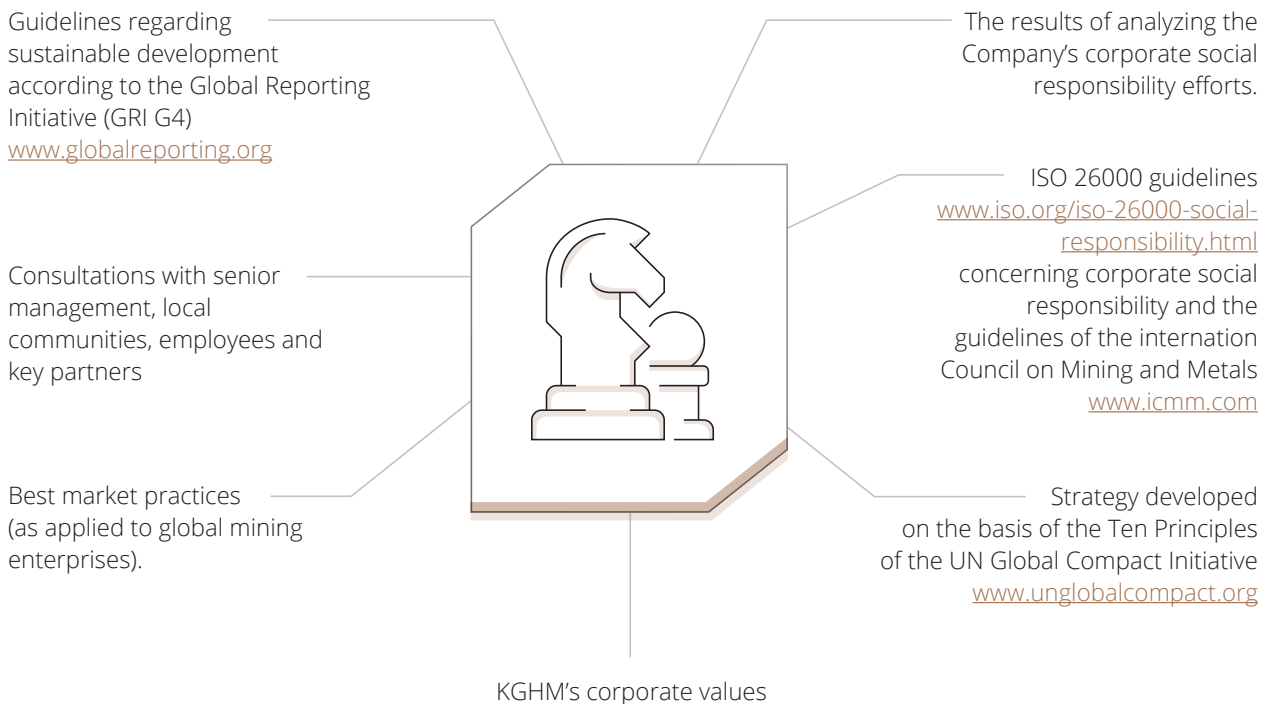 Guidelines regarding
sustainable development
according to the Global Reporting
Initiative (GRI G4)
www.globalreporting.org
Consultations with senior
management, local
communities, employees and
key partners
Best market practices
(as applied to global mining
enterprises).
The results of analyzing the
Company’s corporate social
responsibility efforts.
ISO 26000 guidelines
www.iso.org/iso-26000-social-
responsibility.html
concerning corporate social
responsibility and the
guidelines of the internation
Council on Mining and Metals
www.icmm.com
Strategy developed
on the basis of the Ten Principles
of the UN Global Compact Initiative
www.unglobalcompact.org
KGHM’s corporate values